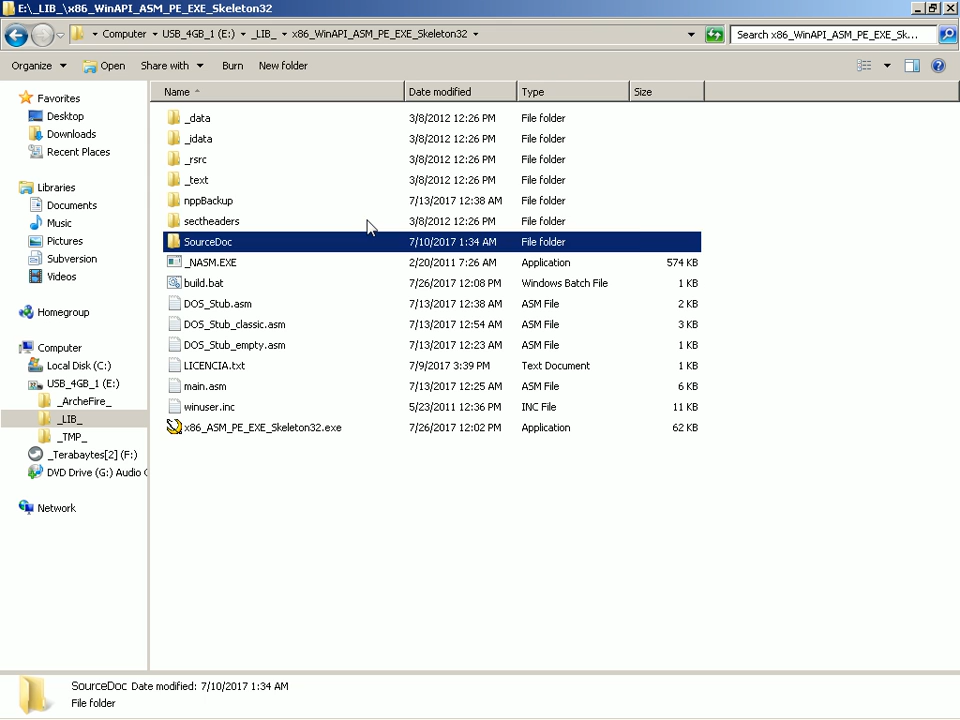 E:\_LIB_\x86_WinAPI_ASM_PE_EXE_Skeleton32
Computer USB_4GB_1 (E:) _LIB_ x86_WinAPI_ASM_PE_EXE_Skeleton32 Search x86_WinAPI_ASM_PE_EXE_Sk...
Organize Open Share with Burn New folder
Favorites
Desktop
Downloads
Recent Places
Libraries
Documents
Music
Pictures
Subversion
Videos
Homegroup
Computer
Local Disk (C:)
USB_4GB_1 (E:)
_ArcheFire_
_LIB_
_TMP_
_Terabaytes[2] (F:)
DVD Drive (G:) Audio
Network
Name Date modified Type Size
_data 3/8/2012 12:26 PM File folder
_idata 3/8/2012 12:26 PM File folder
_rsrc 3/8/2012 12:26 PM File folder
_text 3/8/2012 12:26 PM File folder
nppBackup 7/13/2017 12:38 AM File folder
sectheaders 3/8/2012 12:26 PM File folder
SourceDoc 7/10/2017 1:34 AM File folder
_NASM.EXE 2/20/2011 7:26 AM Application 574 KB
build.bat 7/26/2017 12:08 PM Windows Batch File 1 KB
DOS_Stub.asm 7/13/2017 12:38 AM ASM File 2 KB
DOS_Stub_classic.asm 7/13/2017 12:54 AM ASM File 3 KB
DOS_Stub_empty.asm 7/13/2017 12:23 AM ASM File 1 KB
LICENCIA.txt 7/9/2017 3:39 PM Text Document 1 KB
main.asm 7/13/2017 12:25 AM ASM File 6 KB
winuser.inc 5/23/2011 12:36 PM INC File 11 KB
x86_ASM_PE_EXE_Skeleton32.exe 7/26/2017 12:02 PM Application 62 KB
SourceDoc Date modified: 7/10/2017 1:34 AM
File folder